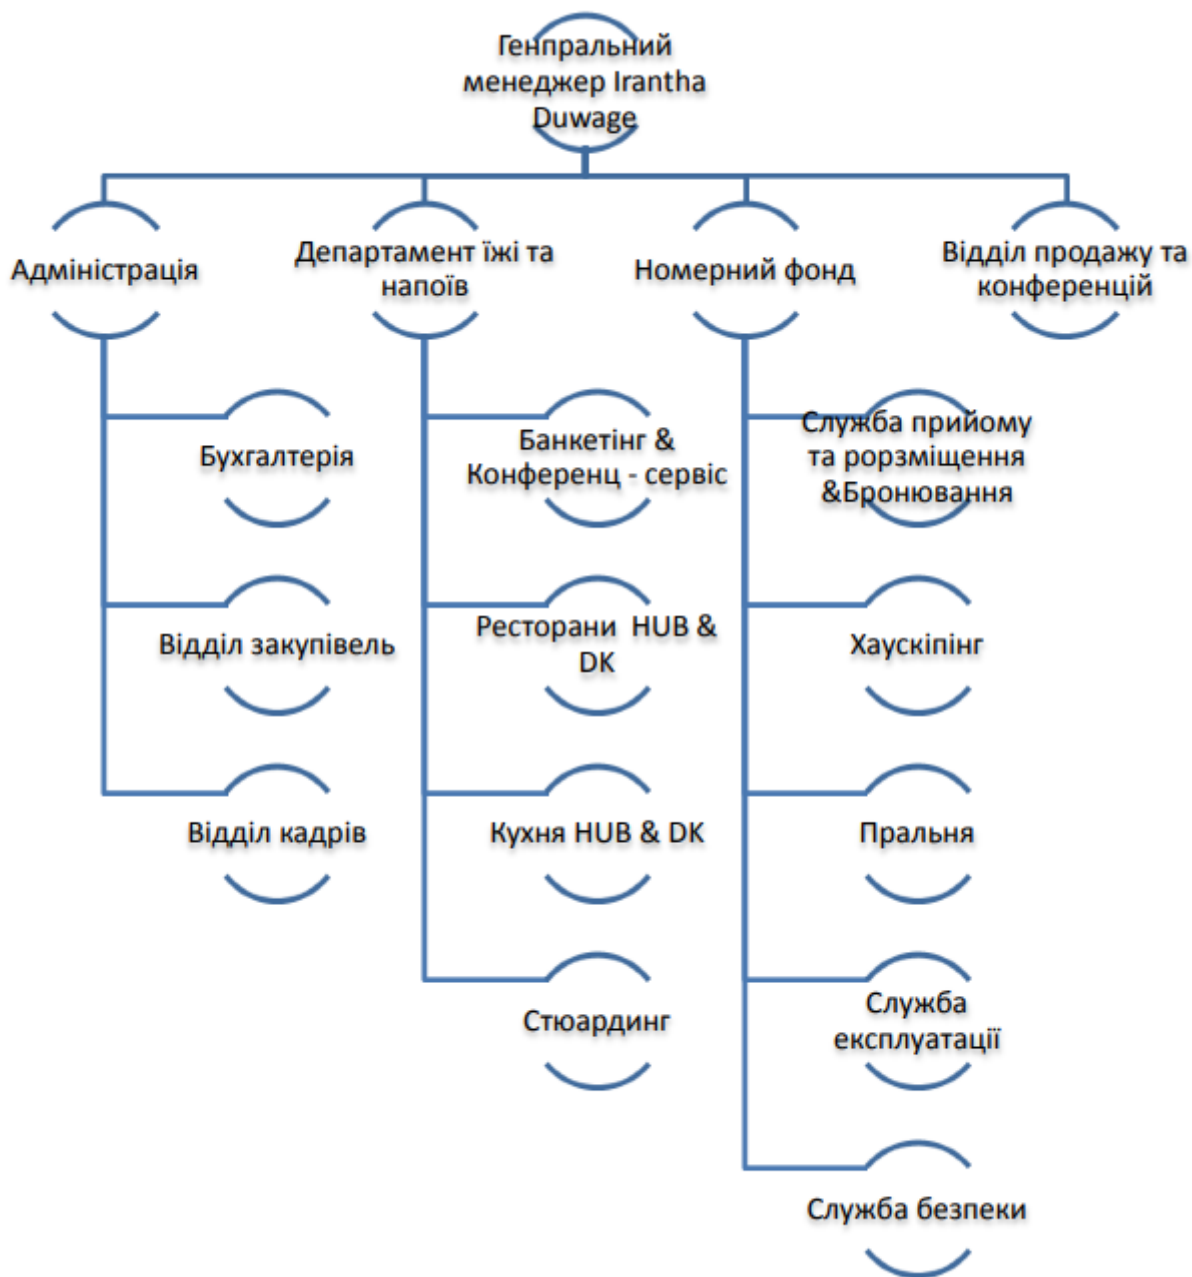 Генпральний
менеджер Irantha
Duwage
Адміністрація
Департамент їжі та
напоїв
Номерний фонд
Відділ продажу та
конференцій
Бухгалтерія
Відділ закупівель
Відділ кадрів
Банкетінг &
Конференц - сервіс
Ресторани HUB &
DK
Кухня HUB & DK
Стюардинг
Служба прийому
та рорзміщення
&Бронювання
Хаускіпінг
Пральня
Служба
експлуатації
Служба безпеки